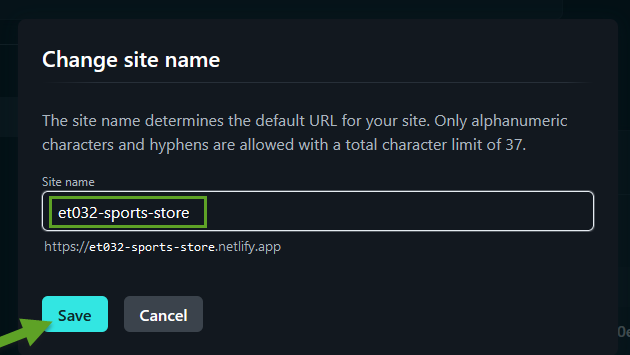 Change site name
The site name determines the default URL for your site. Only alphanumeric
characters and hyphens are allowed with a total character limit of 37.
Site name
et032-sports-store
https://et032-sports-store.netlify.app
Save Cancel